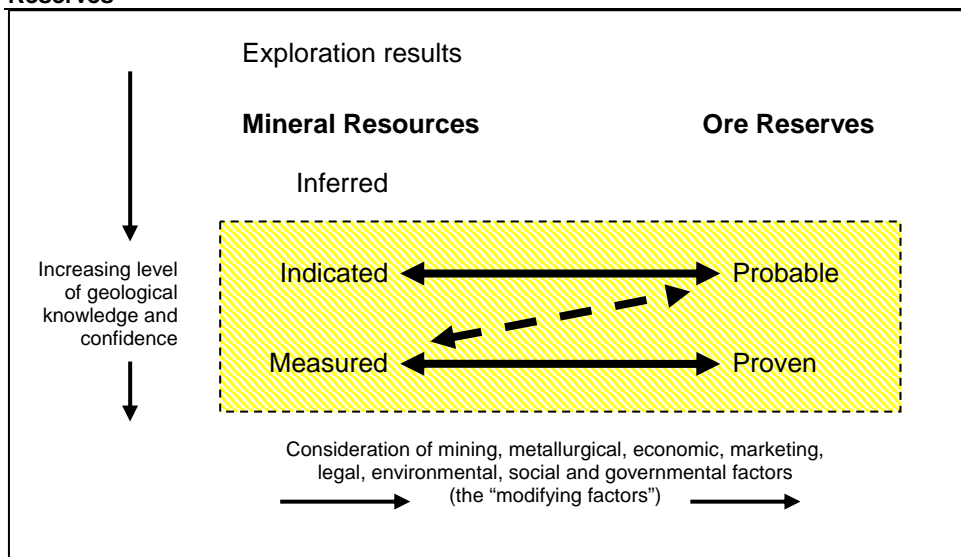 Reserves
Exploration results
Mineral Resources Ore Reserves
Inferred
Indicated Probable
Increasing level
of geological
knowledge and
confidence
Measured Proven
Consideration of mining, metallurgical, economic, marketing,
legal, environmental, social and governmental factors
(the “modifying factors”)